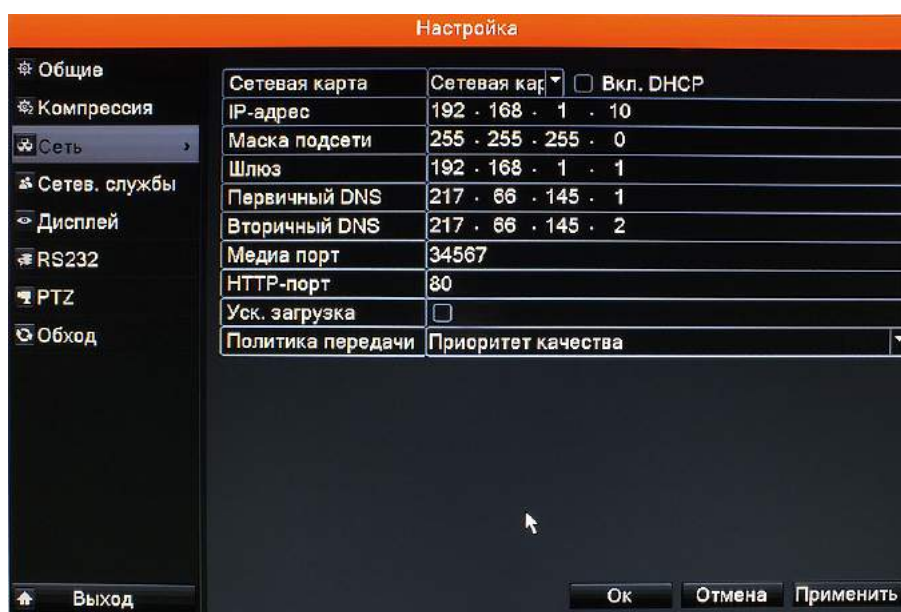 Настройка
Общие
Компрессия
Сеть
Сетев. службы
Дисплей
RS232
PTZ
Обход
Сетевая карта Сетевая кар Вкл. DHCP
IP-адрес 192 . 168 . 1 . 10
Маска подсети 255 . 255 . 255 . 0
Шлюз 192 . 168 . 1 . 1
Первичный DNS 217 . 66 . 145 . 1
Вторичный DNS 217 . 66 . 145 . 2
Медиа порт 34567
HTTP-порт 80
Уск. загрузка
Политика передачи Приоритет качества
Выход
Ок Отмена Применить